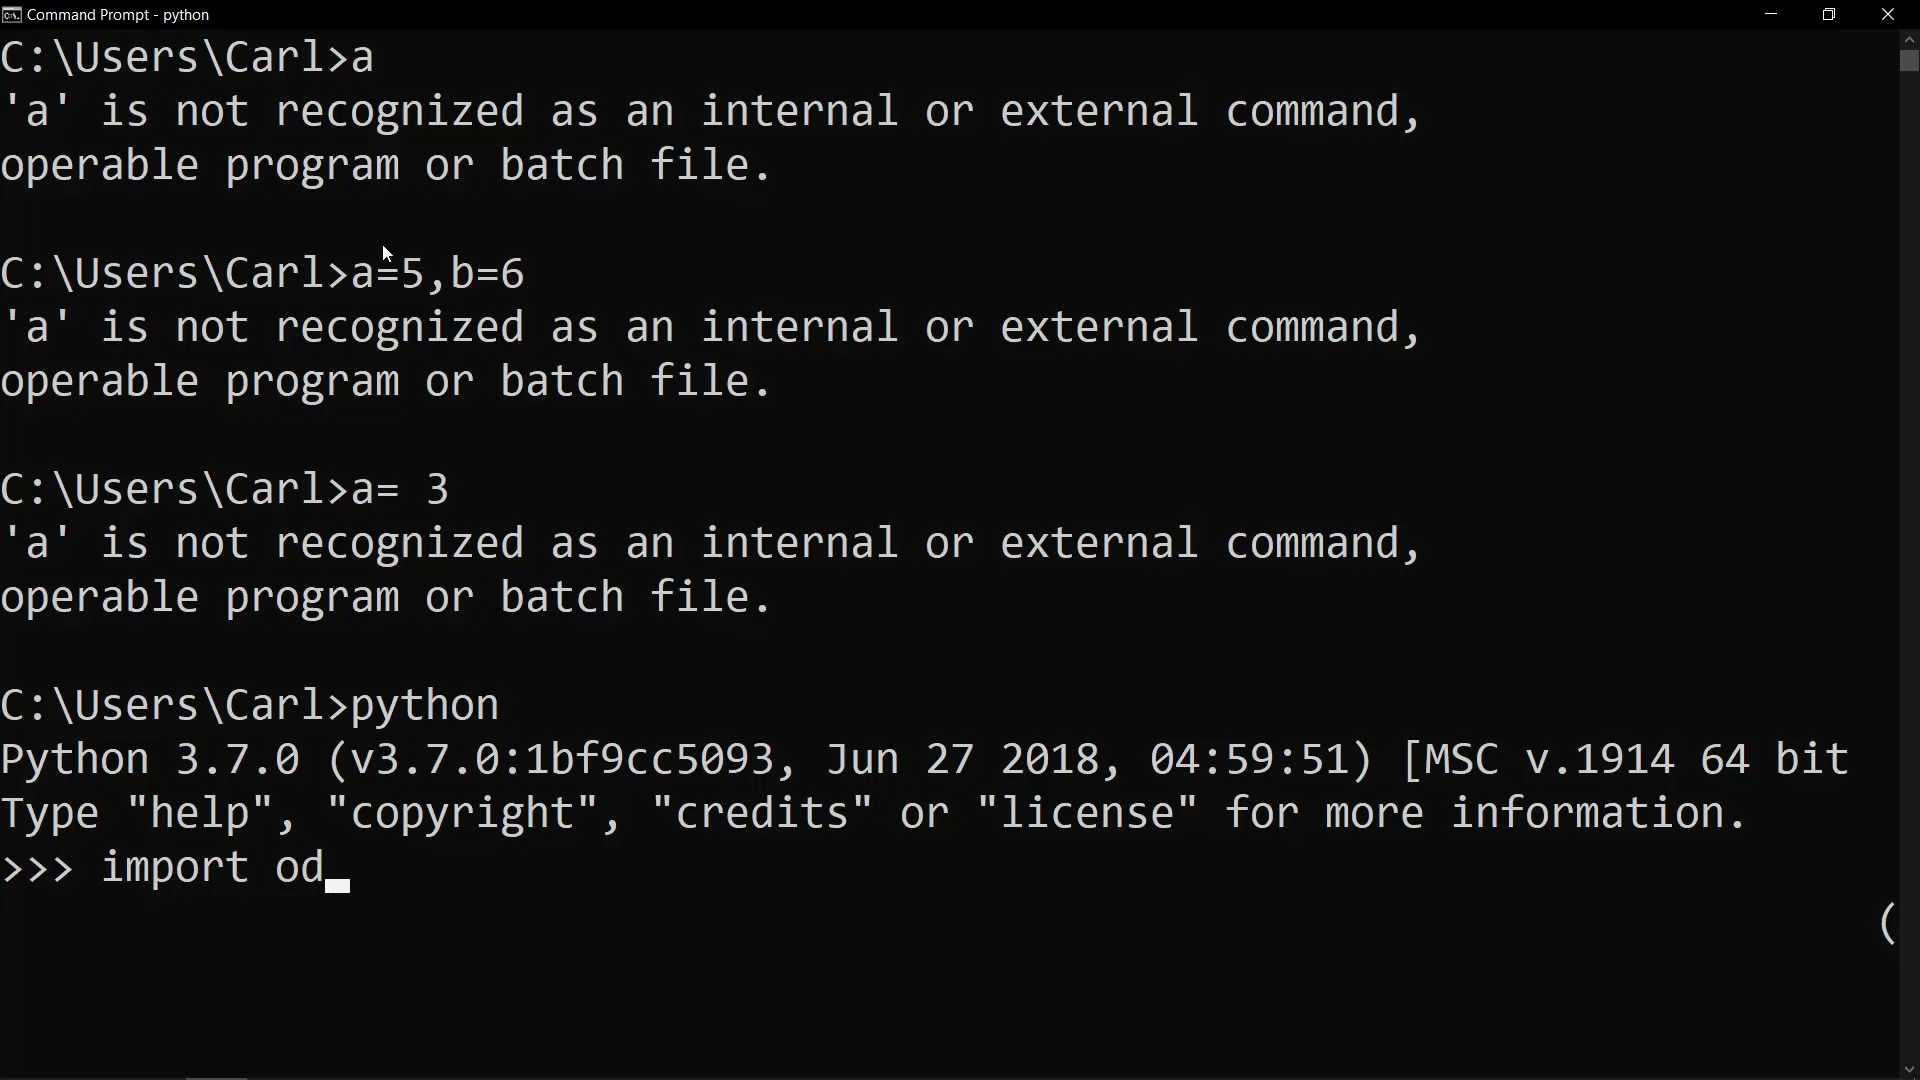 Command Prompt - python
C:\Users\Carl>a
'a' is not recognized as an internal or external command,
operable program or batch file.
C:\Users\Carl>a=5,b=6
'a' is not recognized as an internal or external command,
operable program or batch file.
C:\Users\Carl>a= 3
'a' is not recognized as an internal or external command,
operable program or batch file.
C:\Users\Carl>python
Python 3.7.0 (v3.7.0:1bf9cc5093, Jun 27 2018, 04:59:51) [MSC v.1914 64 bit
Type "help", "copyright", "credits" or "license" for more information.
>>> import od
(